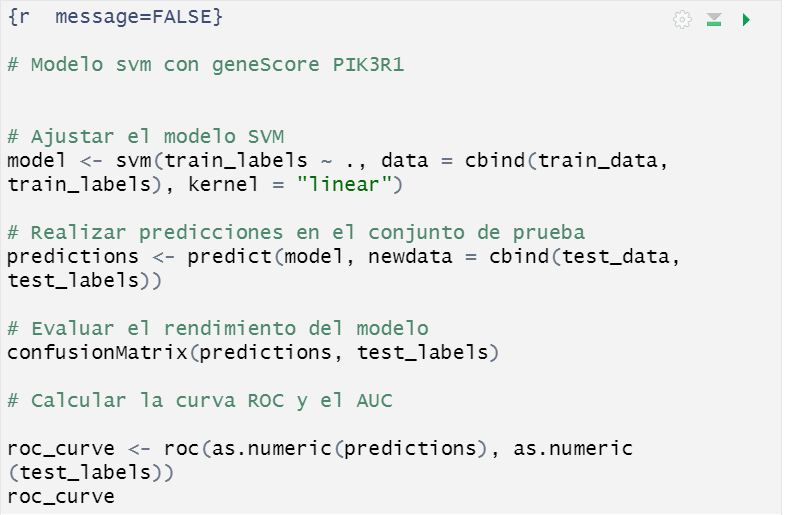 {r  message=FALSE}
# Modelo svm con geneScore PIK3R1
# Ajustar el modelo SVM
model <- svm(train_labels ~ ., data = cbind(train_data,
train_labels), kernel = "linear")
# Realizar predicciones en el conjunto de prueba
predictions <- predict(model, newdata = cbind(test_data,
test_labels))
# Evaluar el rendimiento del modelo
confusionMatrix(predictions, test_labels)
# Calcular la curva ROC y el AUC
roc_curve <- roc(as.numeric(predictions), as.numeric
(test_labels))
roc_curve